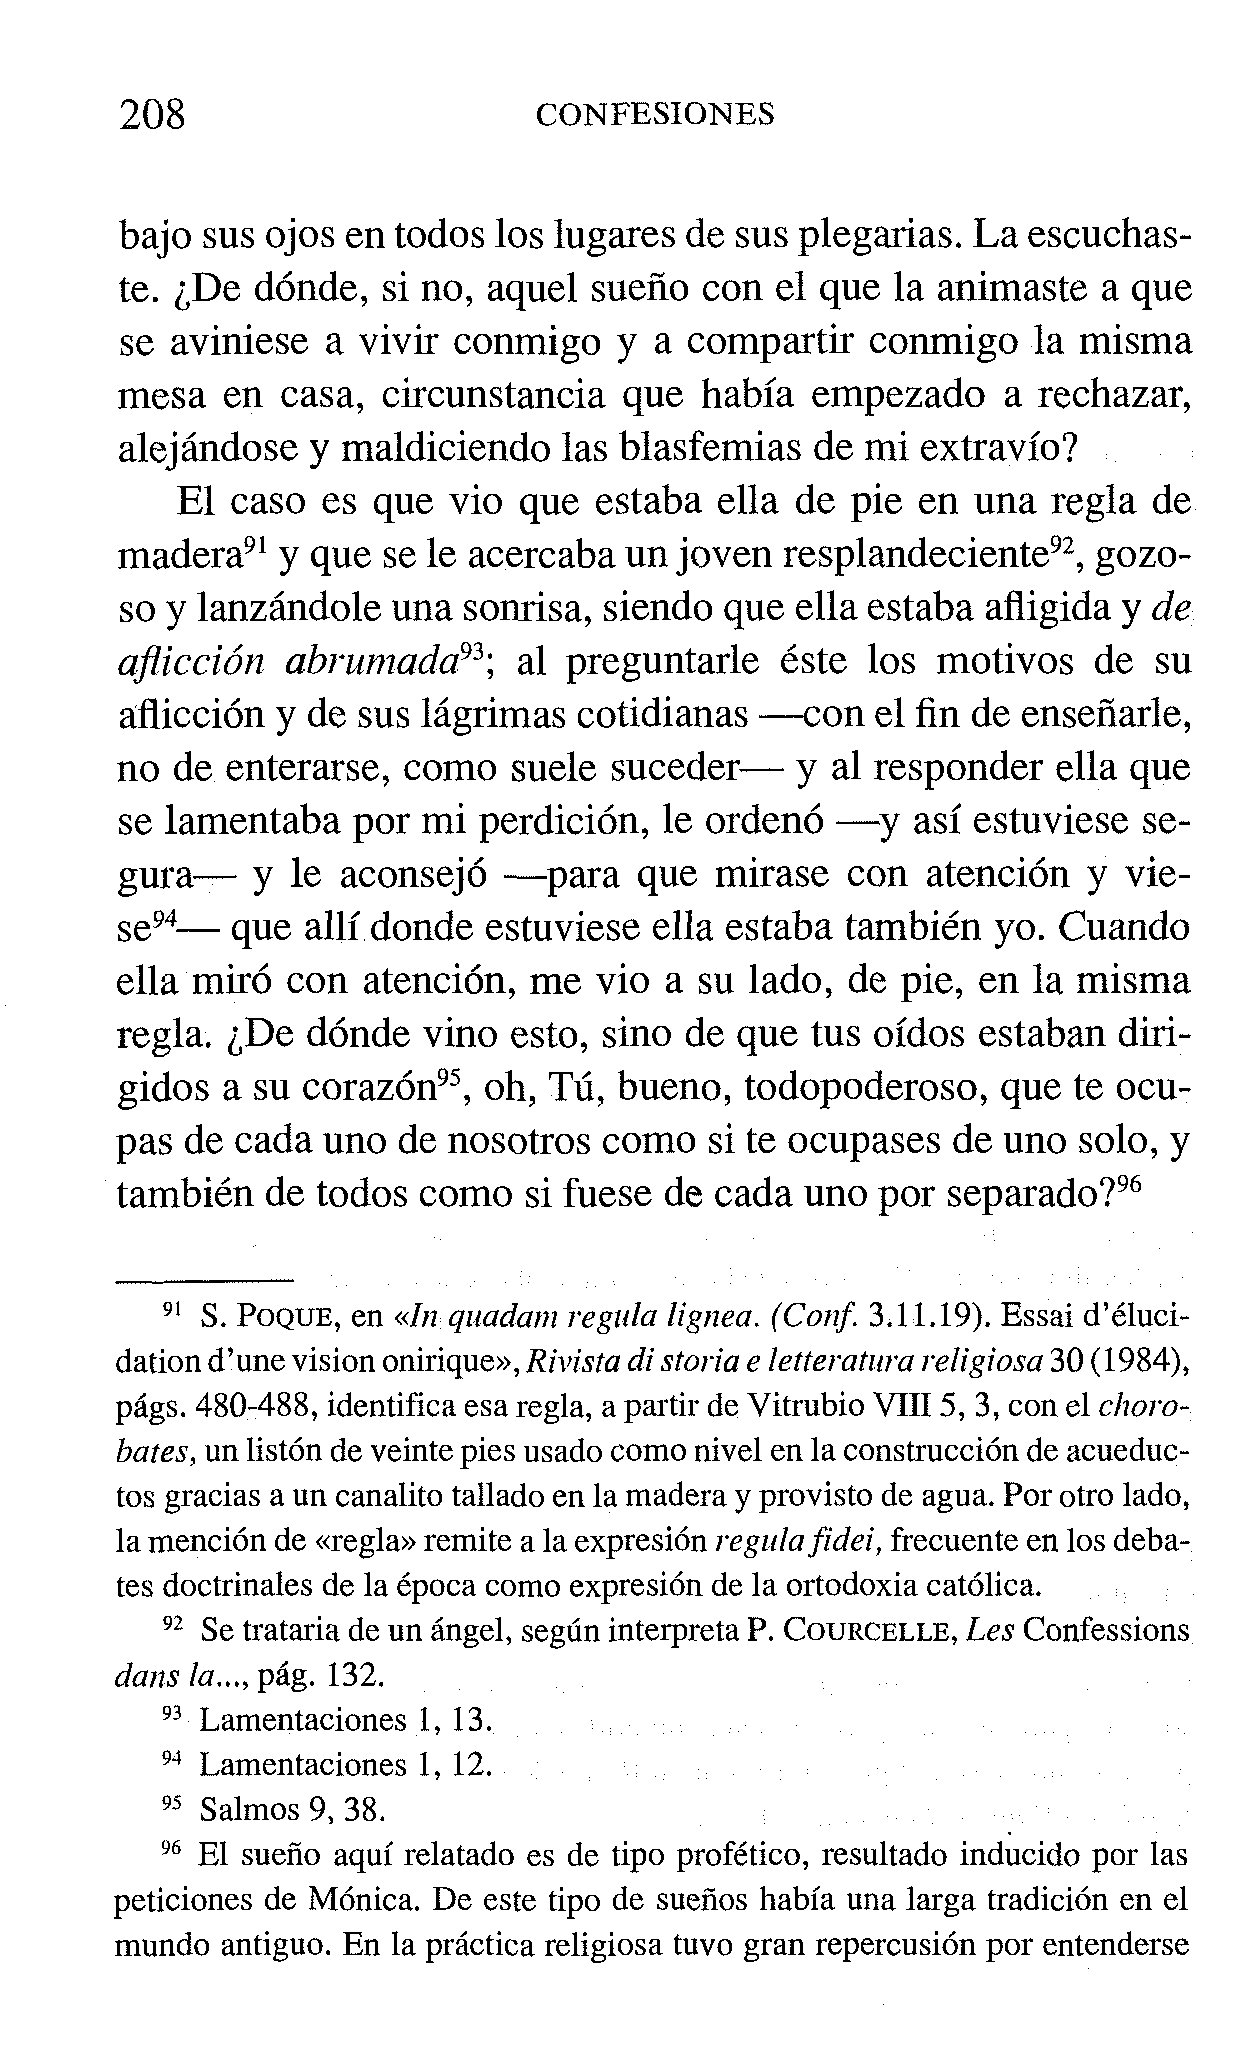 208 CONFESIONES
bajo sus ojos en todos los lugares de sus plegarias. La escuchas-
te. ¿De dónde, si no, aquel sueño con el que la animaste a que
se aviniese a vivir conmigo y a compartir conmigo la misma
mesa en casa, circunstancia que había empezado a rechazar,
alejándose y maldiciendo las blasfemias de mi extravío?
El caso es que vio que estaba ella de pie en una regla de
madera⁹¹ y que se le acercaba un joven resplandeciente⁹², gozo-
so y lanzándole una sonrisa, siendo que ella estaba afligida y de
aflicción abrumada⁹³; al preguntarle éste los motivos de su
aflicción y de sus lágrimas cotidianas —con el fin de enseñarle,
no de enterarse, como suele suceder— y al responder ella que
se lamentaba por mi perdición, le ordenó —y así estuviese se-
gura— y le aconsejó —para que mirase con atención y vie-
se⁹⁴— que allí donde estuviese ella estaba también yo. Cuando
ella miró con atención, me vio a su lado, de pie, en la misma
regla. ¿De dónde vino esto, sino de que tus oídos estaban diri-
gidos a su corazón⁹⁵, oh, Tú, bueno, todopoderoso, que te ocu-
pas de cada uno de nosotros como si te ocupases de uno solo, y
también de todos como si fuese de cada uno por separado?⁹⁶
⁹¹ S. POQUE, en «In quadam regula lignea. (Conf. 3.11.19). Essai d'éluci-
dation d'une vision onirique», Rivista di storia e letteratura religiosa 30 (1984),
págs. 480-488, identifica esa regla, a partir de Vitrubio VIII 5, 3, con el choro-
bates, un listón de veinte pies usado como nivel en la construcción de acueduc-
tos gracias a un canalito tallado en la madera y provisto de agua. Por otro lado,
la mención de «regla» remite a la expresión regula fidei, frecuente en los deba-
tes doctrinales de la época como expresión de la ortodoxia católica.
⁹² Se trataria de un ángel, según interpreta P. COURCELLE, Les Confessions
dans la..., pág. 132.
⁹³ Lamentaciones 1, 13.
⁹⁴ Lamentaciones 1, 12.
⁹⁵ Salmos 9, 38.
⁹⁶ El sueño aquí relatado es de tipo profético, resultado inducido por las
peticiones de Mónica. De este tipo de sueños había una larga tradición en el
mundo antiguo. En la práctica religiosa tuvo gran repercusión por entenderse